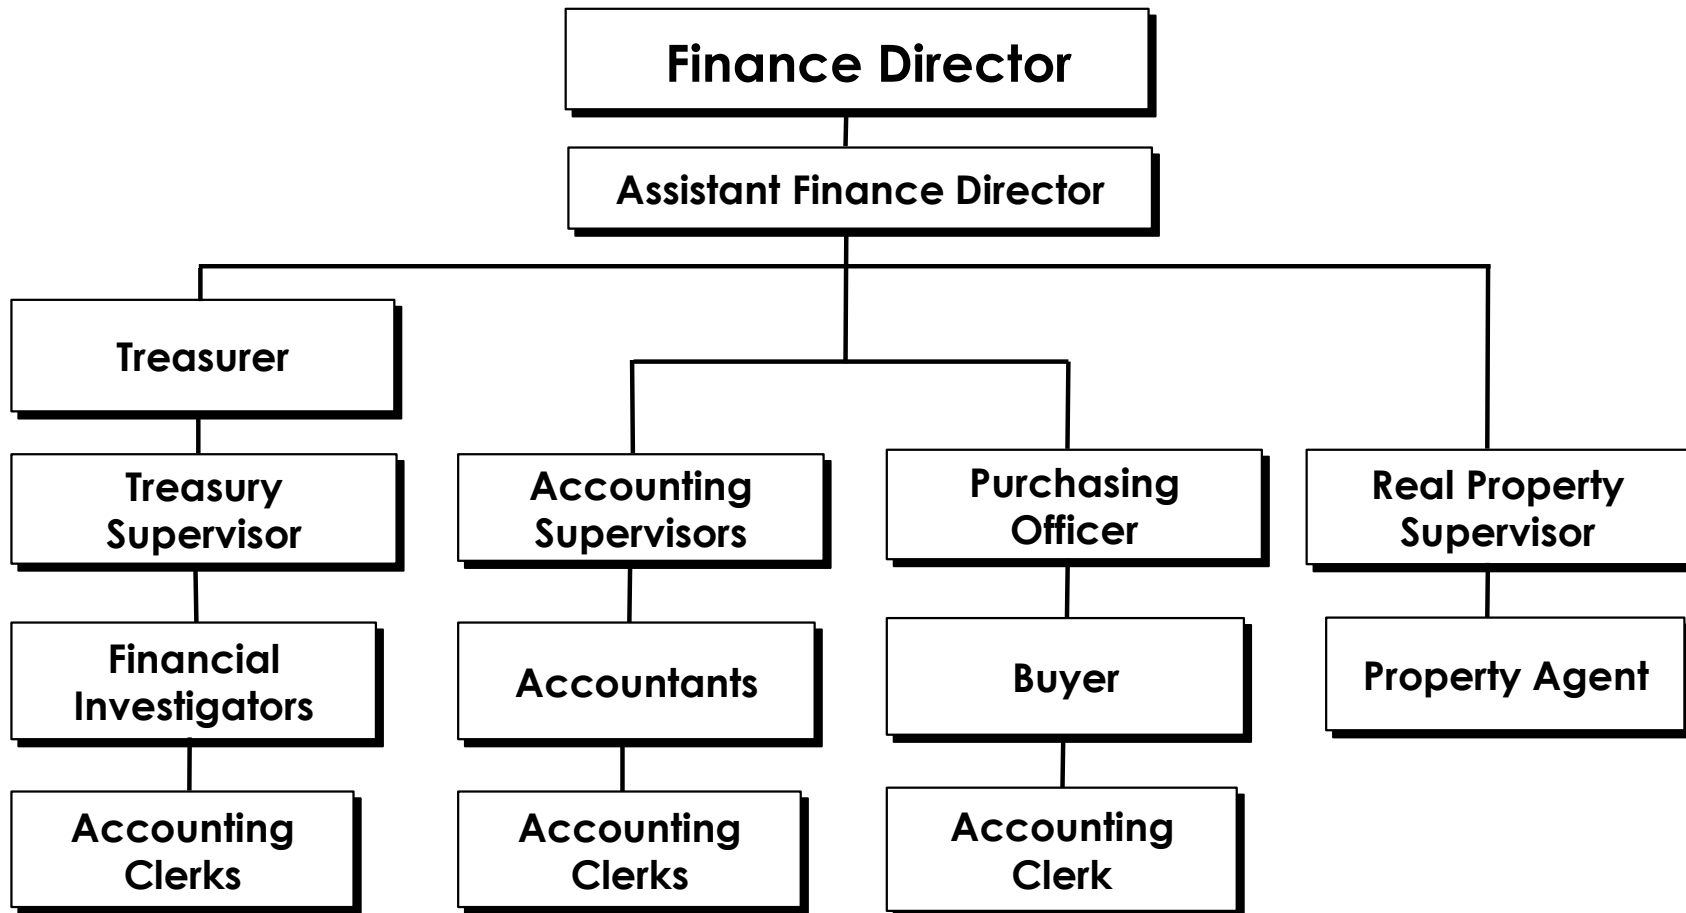 Finance Director
Assistant Finance Director
Treasurer
Treasury
Supervisor
Accounting
Supervisors
Purchasing
Officer
Real Property
Supervisor
Financial
Investigators
Accountants
Buyer
Property Agent
Accounting
Clerks
Accounting
Clerks
Accounting
Clerk